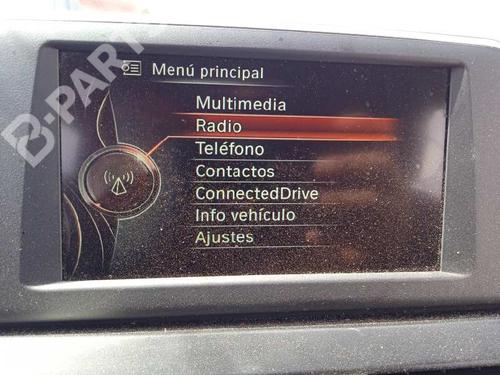 B-PARTS
Menú principal
Multimedia
Radio
Teléfono
Contactos
ConnectedDrive
Info vehículo
Ajustes